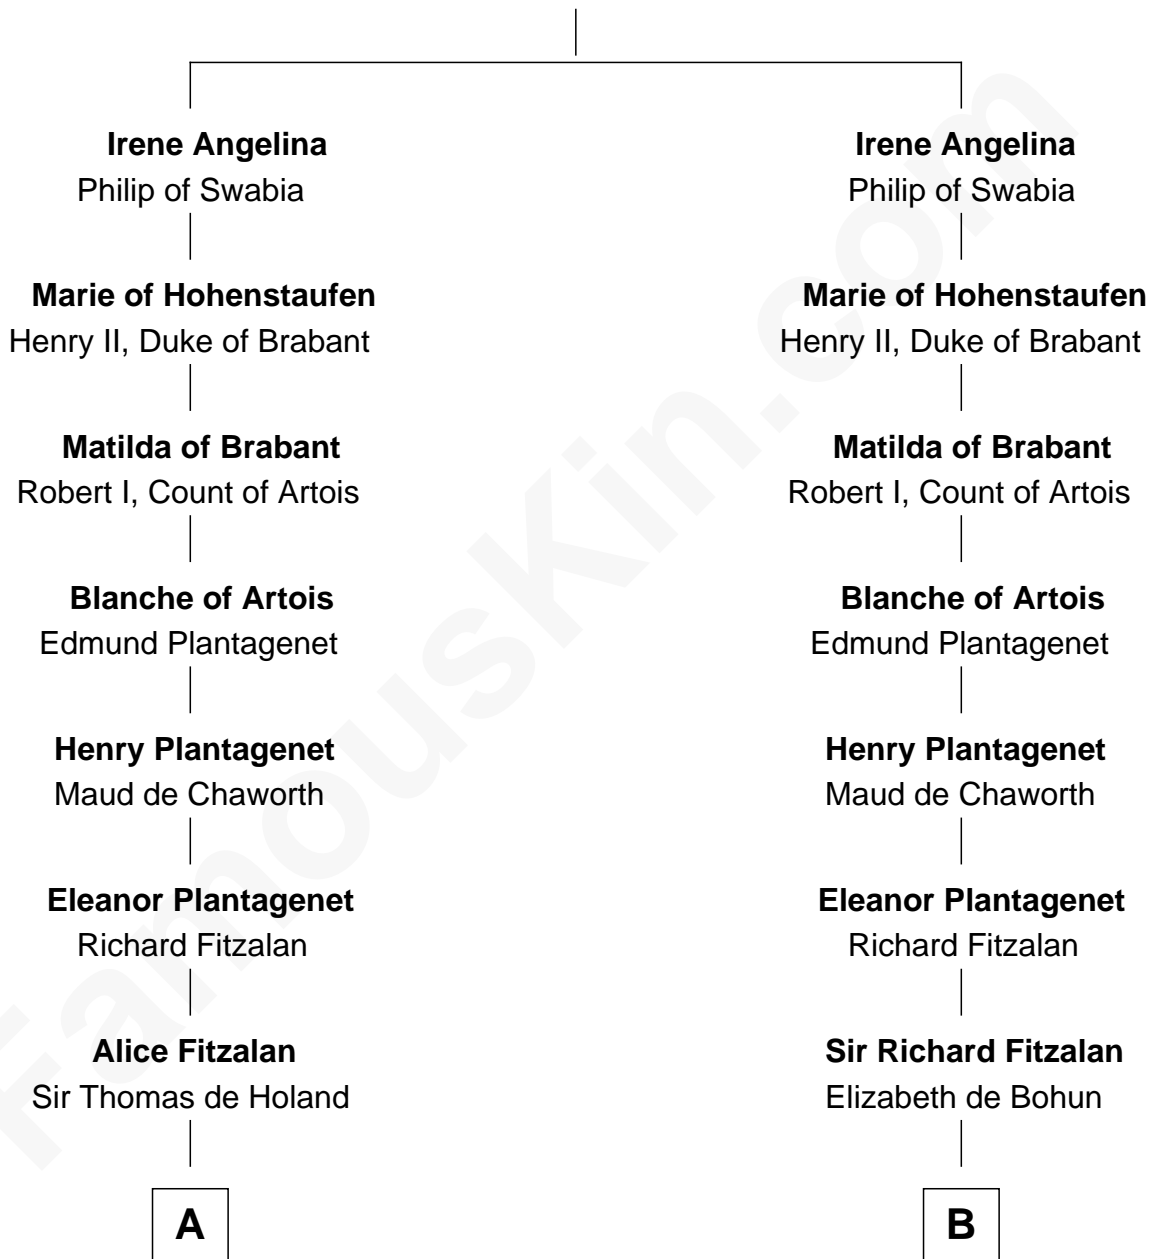 Irene Angelina
Philip of Swabia
Marie of Hohenstaufen
Henry II, Duke of Brabant
Matilda of Brabant
Robert I, Count of Artois
Blanche of Artois
Edmund Plantagenet
Henry Plantagenet
Maud de Chaworth
Eleanor Plantagenet
Richard Fitzalan
Alice Fitzalan
Sir Thomas de Holand
A
Irene Angelina
Philip of Swabia
Marie of Hohenstaufen
Henry II, Duke of Brabant
Matilda of Brabant
Robert I, Count of Artois
Blanche of Artois
Edmund Plantagenet
Henry Plantagenet
Maud de Chaworth
Eleanor Plantagenet
Richard Fitzalan
Sir Richard Fitzalan
Elizabeth de Bohun
B
FamousKin.com